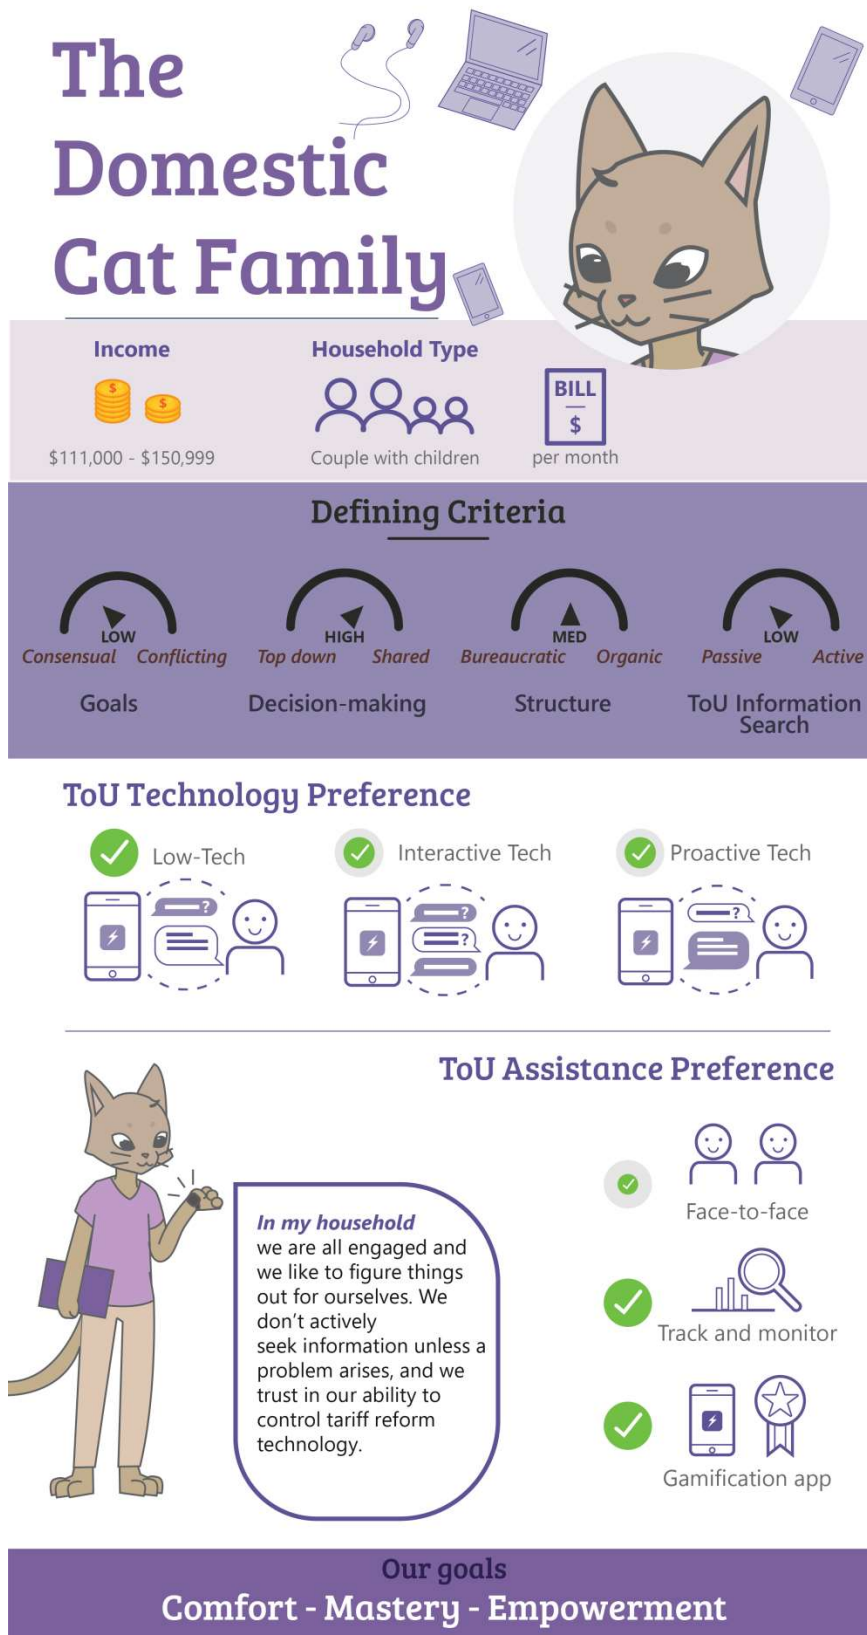 The
Domestic
Cat Family
Income
Household Type
$
$
BILL
$
$111,000 - $150,999
Couple with children
per month
Defining Criteria
LOW
Consensual Conflicting
Goals
HIGH
Top down Shared
Decision-making
MED
Bureaucratic Organic
Structure
LOW
Passive Active
ToU Information
Search
ToU Technology Preference
Low-Tech
?
Interactive Tech
?
?
Proactive Tech
?
ToU Assistance Preference
In my household
we are all engaged and
we like to figure things
out for ourselves. We
don't actively
seek information unless a
problem arises, and we
trust in our ability to
control tariff reform
technology.
Face-to-face
Track and monitor
Gamification app
Our goals
Comfort - Mastery - Empowerment